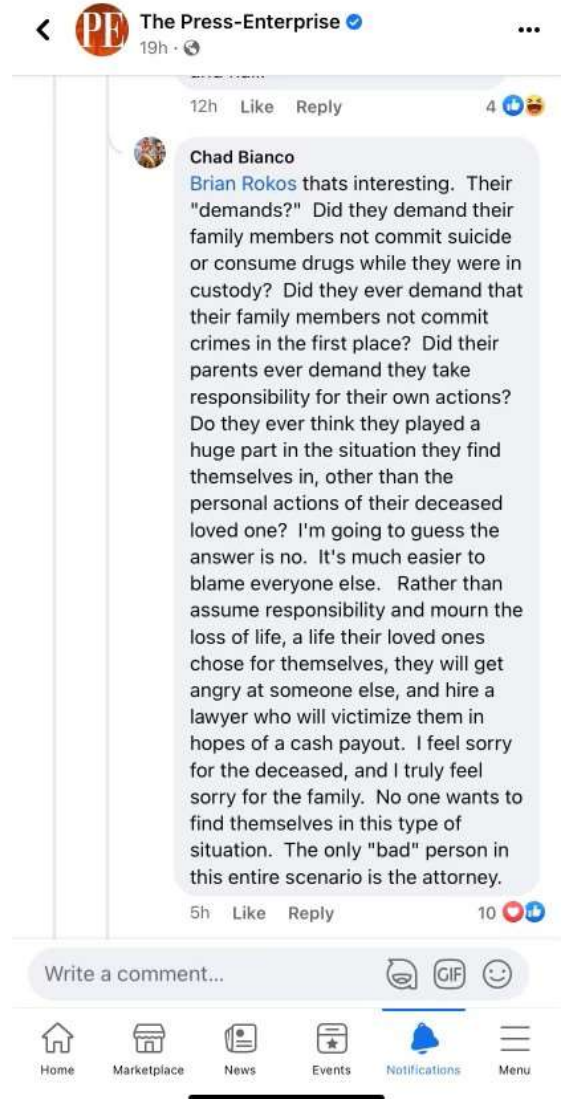 PE The Press-Enterprise
19h ·
12h Like Reply 4
Chad Bianco
Brian Rokos thats interesting. Their
"demands?" Did they demand their
family members not commit suicide
or consume drugs while they were in
custody? Did they ever demand that
their family members not commit
crimes in the first place? Did their
parents ever demand they take
responsibility for their own actions?
Do they ever think they played a
huge part in the situation they find
themselves in, other than the
personal actions of their deceased
loved one? I'm going to guess the
answer is no. It's much easier to
blame everyone else. Rather than
assume responsibility and mourn the
loss of life, a life their loved ones
chose for themselves, they will get
angry at someone else, and hire a
lawyer who will victimize them in
hopes of a cash payout. I feel sorry
for the deceased, and I truly feel
sorry for the family. No one wants to
find themselves in this type of
situation. The only "bad" person in
this entire scenario is the attorney.
5h Like Reply 10
Write a comment... GIF
Home Marketplace News Events Notifications Menu